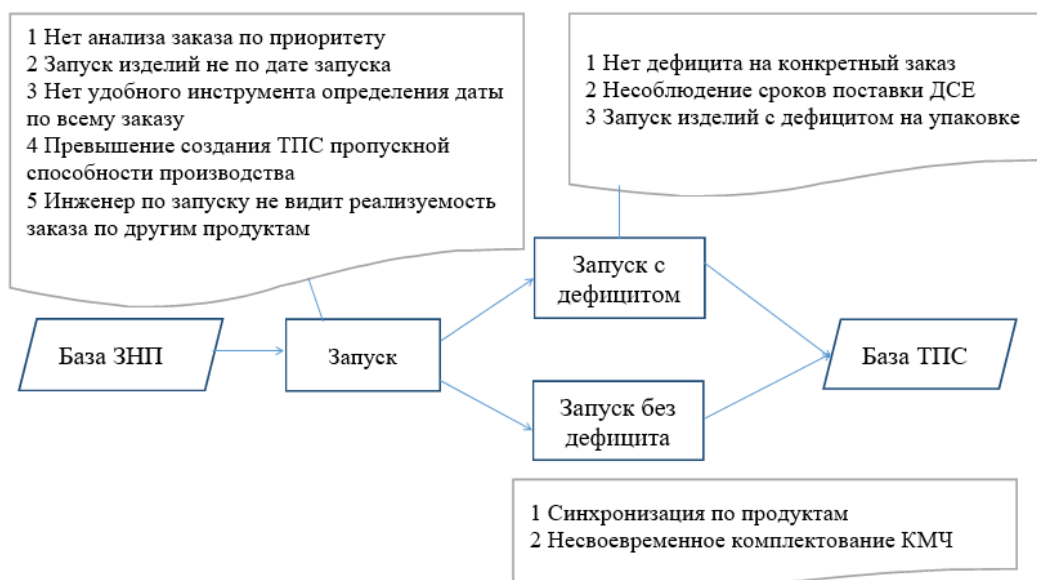 1 Нет анализа заказа по приоритету
2 Запуск изделий не по дате запуска
3 Нет удобного инструмента определения даты
по всему заказу
4 Превышение создания ТПС пропускной
способности производства
5 Инженер по запуску не видит реализуемость
заказа по другим продуктам
1 Нет дефицита на конкретный заказ
2 Несоблюдение сроков поставки ДСЕ
3 Запуск изделий с дефицитом на упаковке
База ЗНП
Запуск
Запуск с
дефицитом
Запуск без
дефицита
База ТПС
1 Синхронизация по продуктам
2 Несвоевременное комплектование КМЧ